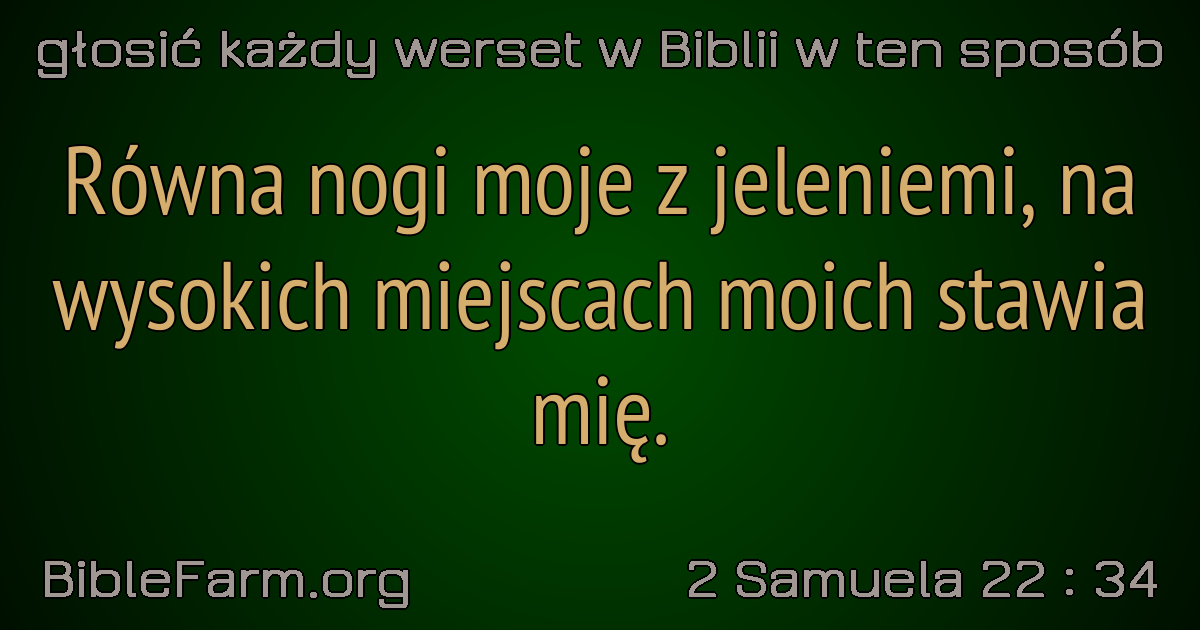 głosić każdy werset w Biblii w ten sposób
Równa nogi moje z jeleniemi, na
wysokich miejscach moich stawia
mię.
BibleFarm.org
2 Samuela 22 : 34